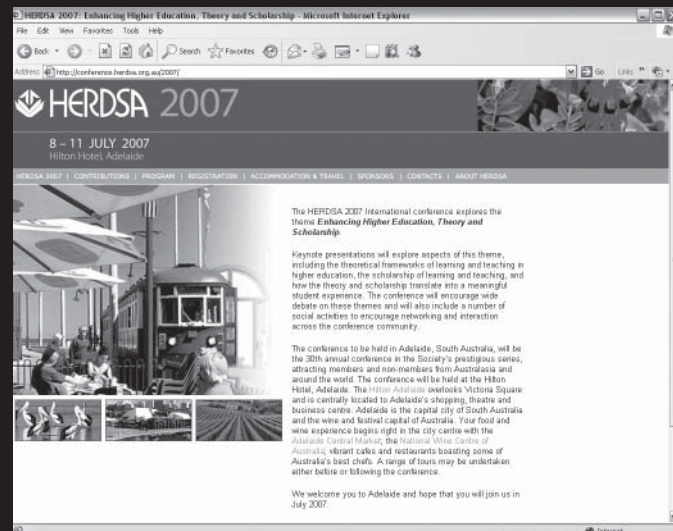 HERDSA 2007: Enhancing Higher Education, Theory and Scholarship - Microsoft Internet Explorer
File Edit View Favorites Tools Help
Back Search Favorites
Address http://conference.herdsa.org.au/2007/ Go Links »
HERDSA 2007
8 – 11 JULY 2007
Hilton Hotel, Adelaide
HERDSA 2007 | CONTRIBUTIONS | PROGRAM | REGISTRATION | ACCOMMODATION & TRAVEL | SPONSORS | CONTACTS | ABOUT HERDSA
The HERDSA 2007 International conference explores the
theme Enhancing Higher Education, Theory and
Scholarship.
Keynote presentations will explore aspects of this theme,
including the theoretical frameworks of learning and teaching in
higher education, the scholarship of learning and teaching, and
how the theory and scholarship translate into a meaningful
student experience. The conference will encourage wide
debate on these themes and will also include a number of
social activities to encourage networking and interaction
across the conference community.
The conference to be held in Adelaide, South Australia, will be
the 30th annual conference in the Society's prestigious series,
attracting members and non-members from Australasia and
around the world. The conference will be held at the Hilton
Hotel, Adelaide. The Hilton Adelaide overlooks Victoria Square
and is centrally located to Adelaide's shopping, theatre and
business centre. Adelaide is the capital city of South Australia
and the wine and festival capital of Australia. Your food and
wine experience begins right in the city centre with the
Adelaide Central Market; the National Wine Centre of
Australia; vibrant cafes and restaurants boasting some of
Australia's best chefs. A range of tours may be undertaken
either before or following the conference.
We welcome you to Adelaide and hope that you will join us in
July 2007.
Internet